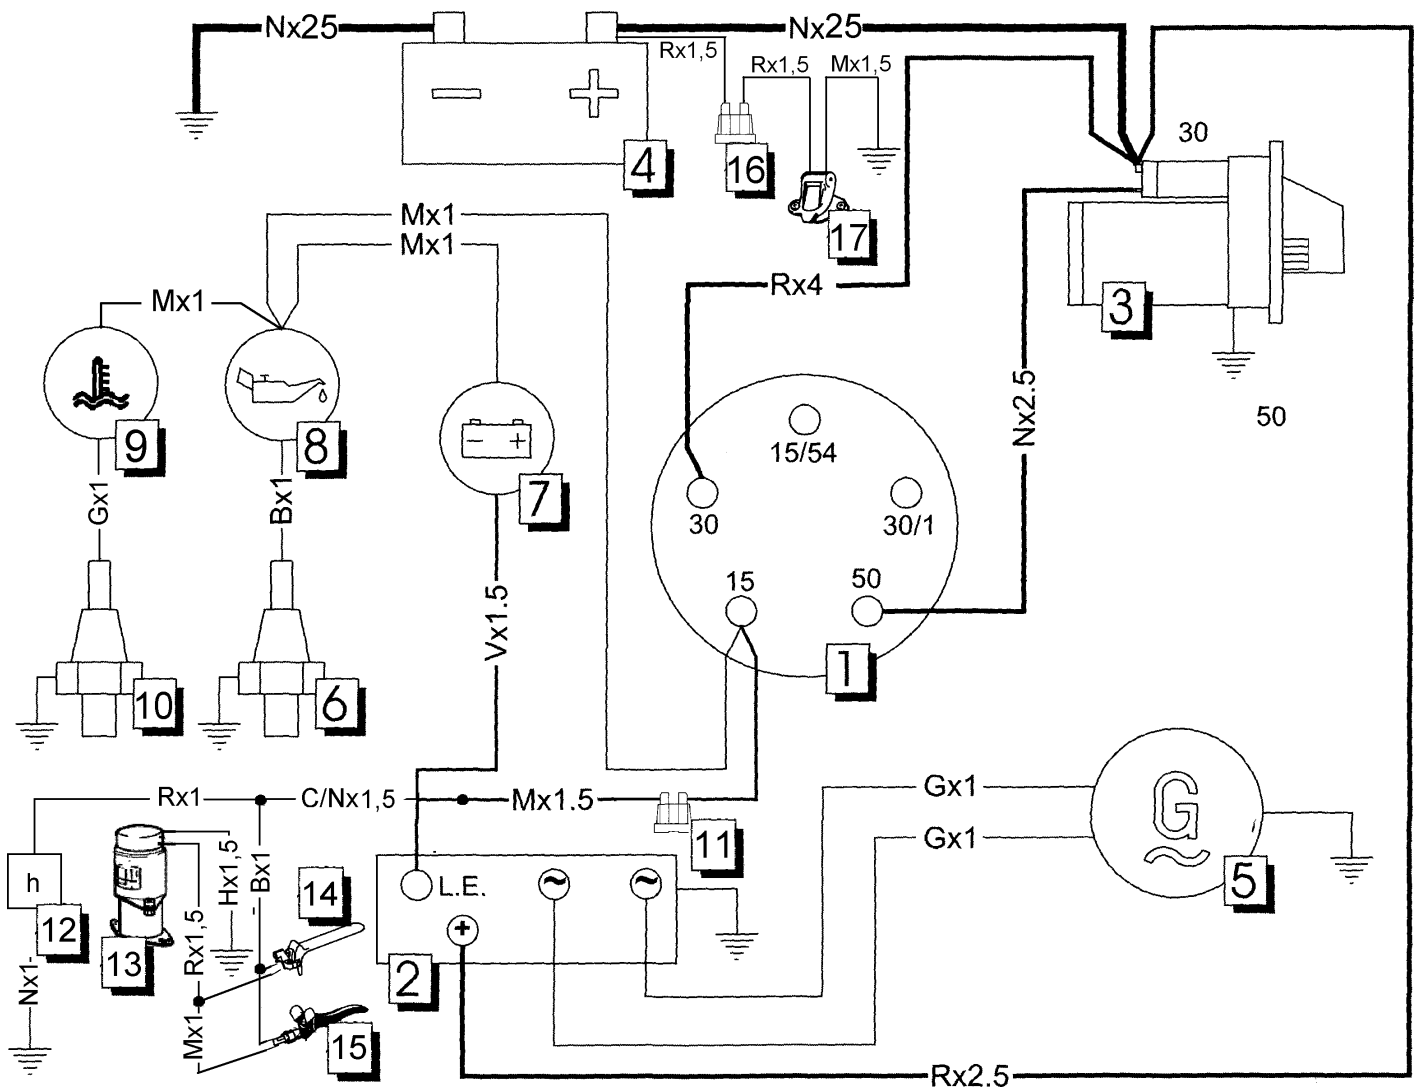 Nx25
Nx25
Rx1,5
Rx1,5
Mx1,5
4
16
17
30
Mx1
Mx1
Rx4
Mx1
3
Nx2.5
50
9
8
7
15/54
30
30/1
Gx1
Bx1
Vx1.5
15
50
1
10
6
Rx1
C/Nx1,5
Mx1.5
Gx1
G
Gx1
11
5
h
12
13
Hx1,5
Bx1
14
L.E.
+
2
Rx1,5
Nx1
Mx1
15
Rx2.5